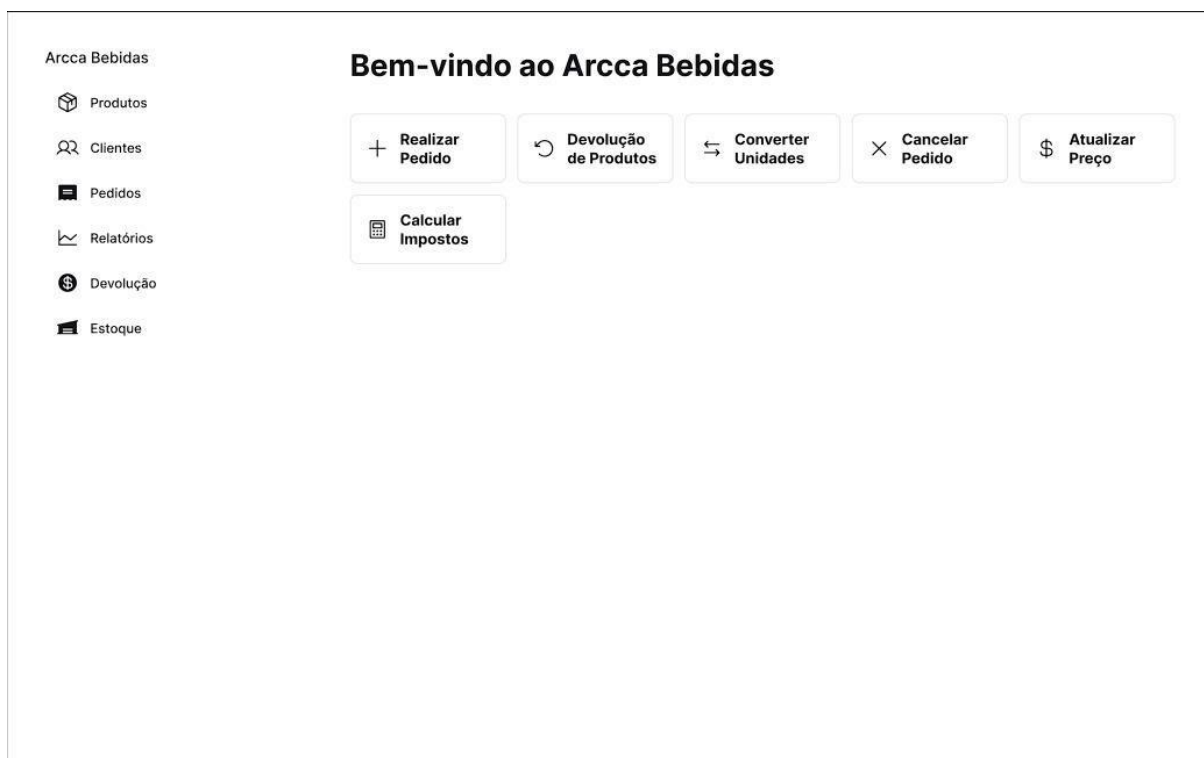 Arcca Bebidas
Produtos
Clientes
Pedidos
Relatórios
Devolução
Estoque
Bem-vindo ao Arcca Bebidas
Realizar
Pedido
Devolução
de Produtos
Converter
Unidades
Cancelar
Pedido
Atualizar
Preço
Calcular
Impostos